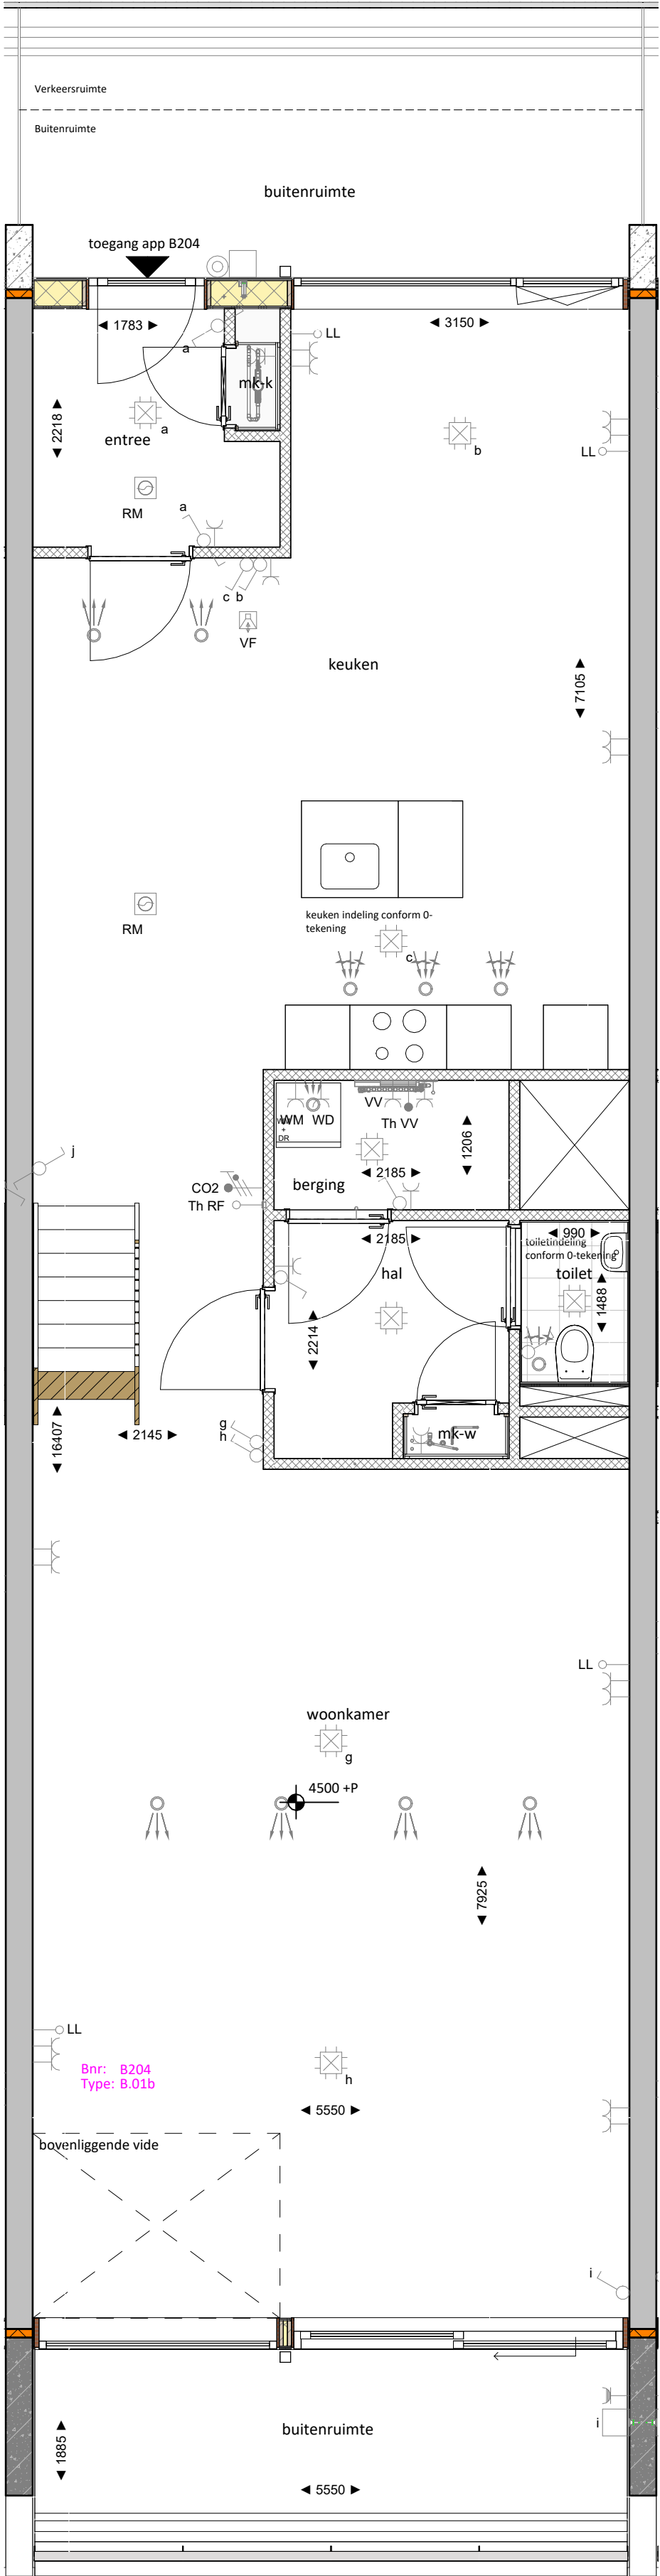 Verkeersruimte
Buitenruimte
buitenruimte
toegang app B204
1783
3150
LL
a
mk-k
2218
a
entree
b
LL
RM
a
c b
VF
keuken
7105
keuken indeling conform 0-
tekening
RM
c
VV
WM WD
Th VV
+
DR
1206
2185
berging
j
CO2
Th RF
2185
990
toiletindeling
conform 0-tekening
hal
toilet
1488
2214
g
h
mk-w
16407
2145
LL
woonkamer
g
4500 +P
7925
LL
Bnr: B204
Type: B.01b
h
5550
bovenliggende vide
i
i
buitenruimte
1885
5550